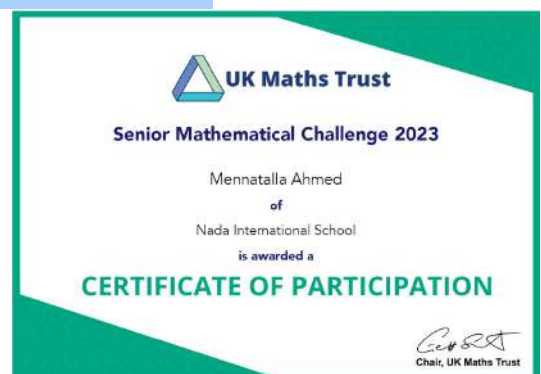 UK Maths Trust
Senior Mathematical Challenge 2023
Mennatalla Ahmed
of
Nada International School
is awarded a
CERTIFICATE OF PARTICIPATION
Chair, UK Maths Trust